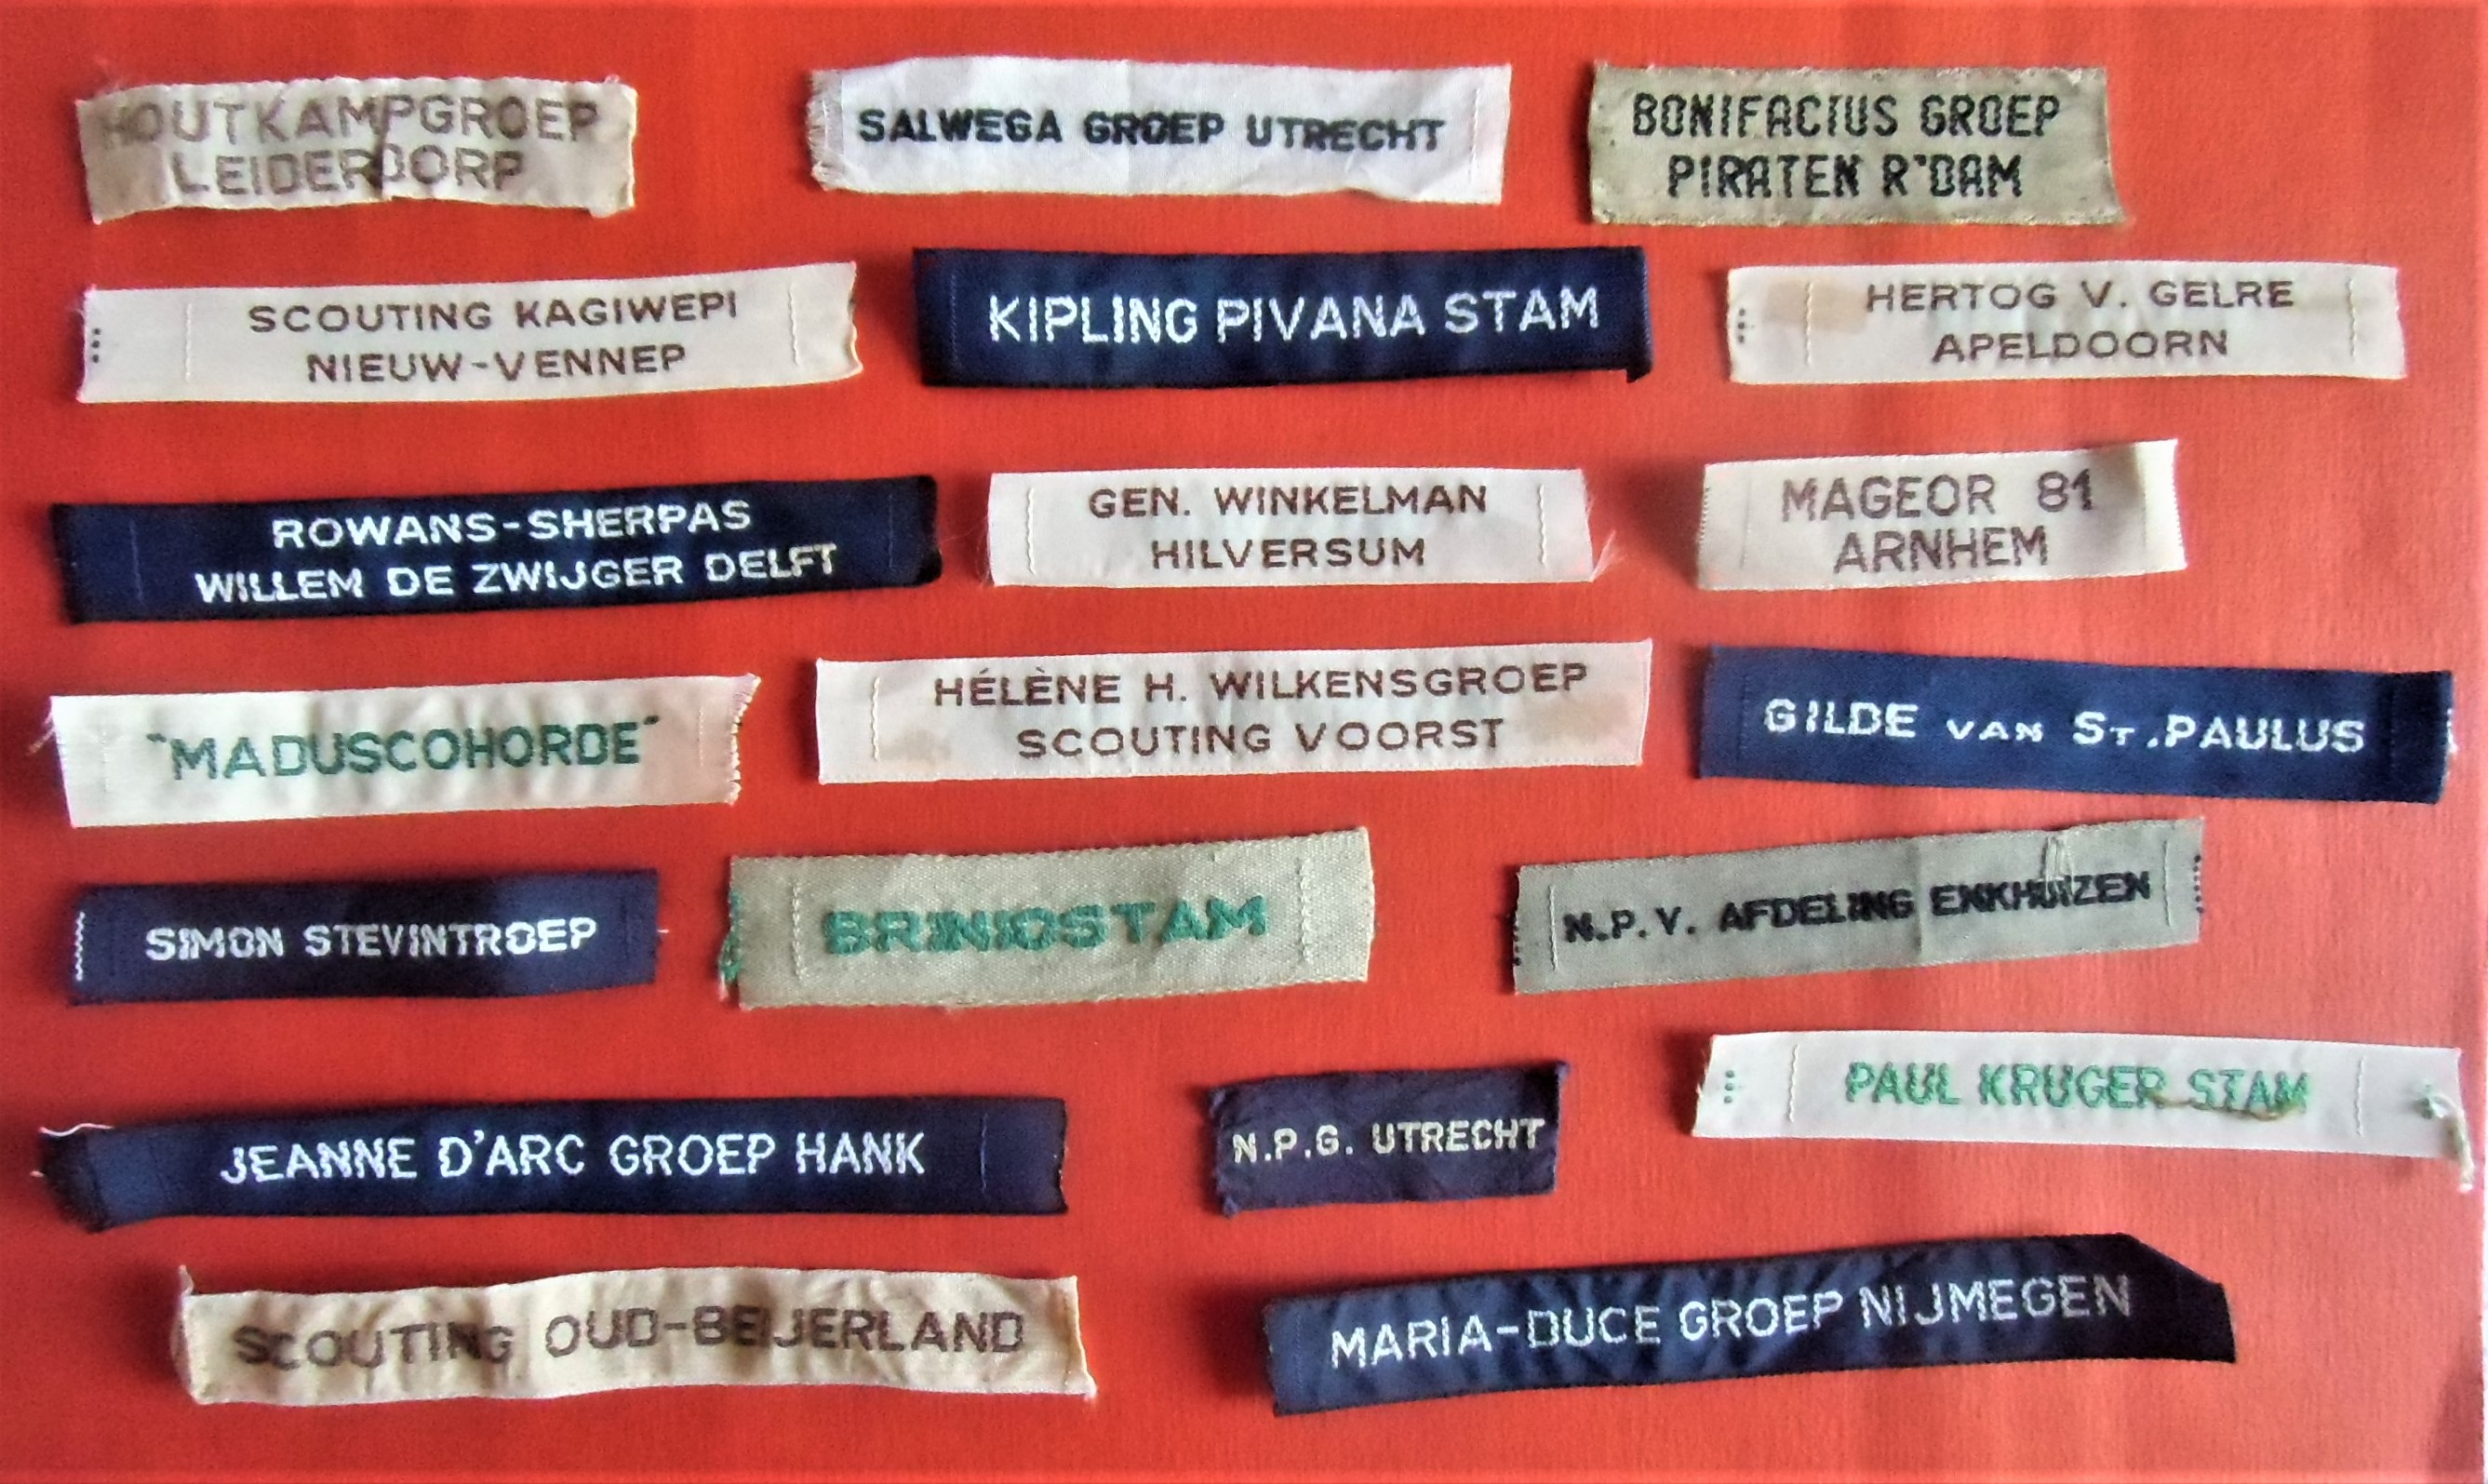 HOUTKAMPGROEP
LEIDERDORP
SALWEGA GROEP UTRECHT
BONIFACIUS GROEP
PIRATEN R'DAM
SCOUTING KAGIWEPI
NIEUW-VENNEP
KIPLING PIVANA STAM
HERTOG V. GELRE
APELDOORN
ROWANS-SHERPAS
WILLEM DE ZWIJGER DELFT
GEN. WINKELMAN
HILVERSUM
MAGEOR 81
ARNHEM
"MADUSCOHORDE"
HÉLÈNE H. WILKENSGROEP
SCOUTING VOORST
GILDE VAN ST. PAULUS
SIMON STEVINTROEP
BRINIOSTAM
N.P.V. AFDELING ENKHUIZEN
JEANNE D'ARC GROEP HANK
N.P.G. UTRECHT
PAUL KRUGER STAM
SCOUTING OUD-BEIJERLAND
MARIA-DUCE GROEP NIJMEGEN